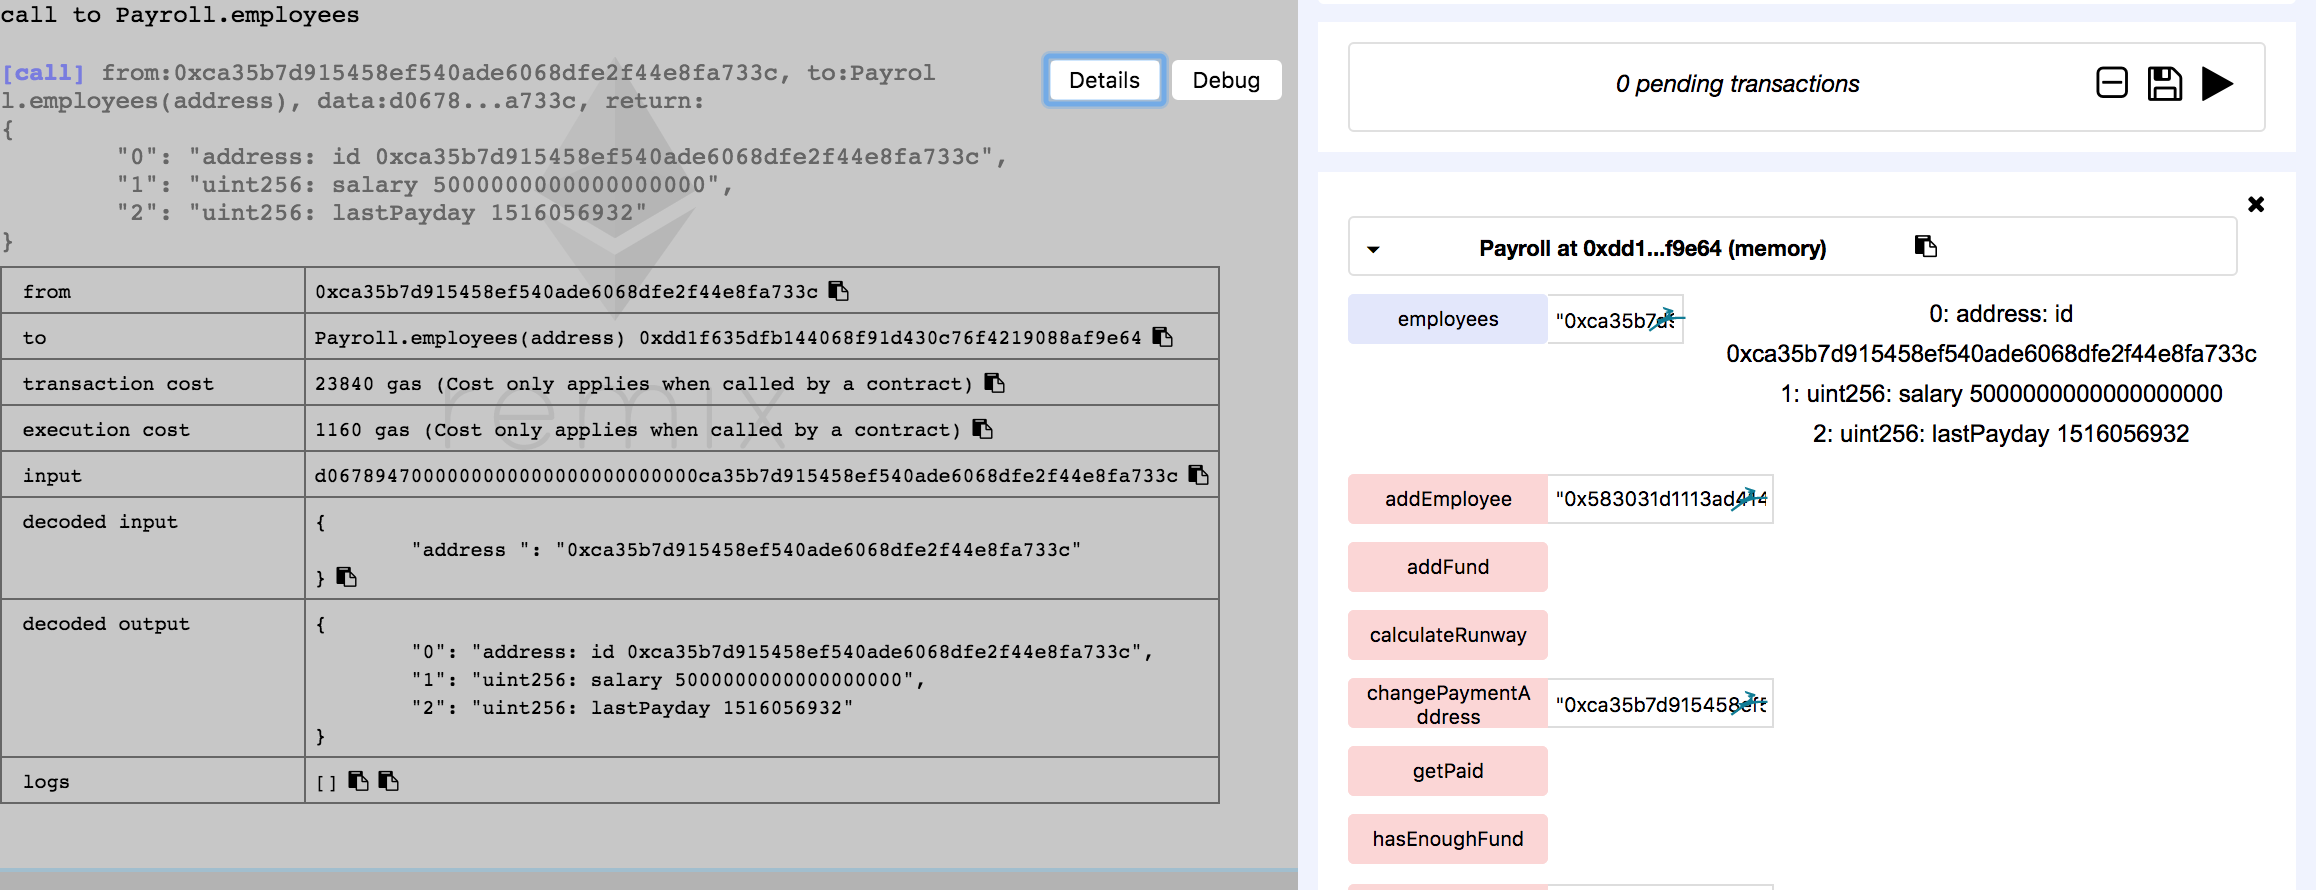 call to Payroll.employees
[call] from:0xca35b7d915458ef540ade6068dfe2f44e8fa733c, to:Payrol
l.employees(address), data:d0678...a733c, return:
{
"0": "address: id 0xca35b7d915458ef540ade6068dfe2f44e8fa733c",
"1": "uint256: salary 5000000000000000000",
"2": "uint256: lastPayday 1516056932"
}
Details
Debug
from
0xca35b7d915458ef540ade6068dfe2f44e8fa733c
to
Payroll.employees(address) 0xdd1f635dfb144068f91d430c76f4219088af9e64
transaction cost
23840 gas (Cost only applies when called by a contract)
execution cost
1160 gas (Cost only applies when called by a contract)
input
d0678947000000000000000000000000ca35b7d915458ef540ade6068dfe2f44e8fa733c
decoded input
{
"address ": "0xca35b7d915458ef540ade6068dfe2f44e8fa733c"
}
decoded output
{
"0": "address: id 0xca35b7d915458ef540ade6068dfe2f44e8fa733c",
"1": "uint256: salary 5000000000000000000",
"2": "uint256: lastPayday 1516056932"
}
logs
[]
remix
0 pending transactions
Payroll at 0xdd1...f9e64 (memory)
employees
"0xca35b7d
0: address: id
0xca35b7d915458ef540ade6068dfe2f44e8fa733c
1: uint256: salary 5000000000000000000
2: uint256: lastPayday 1516056932
addEmployee
"0x583031d1113ad414
addFund
calculateRunway
changePaymentA
ddress
"0xca35b7d915458ef5
getPaid
hasEnoughFund